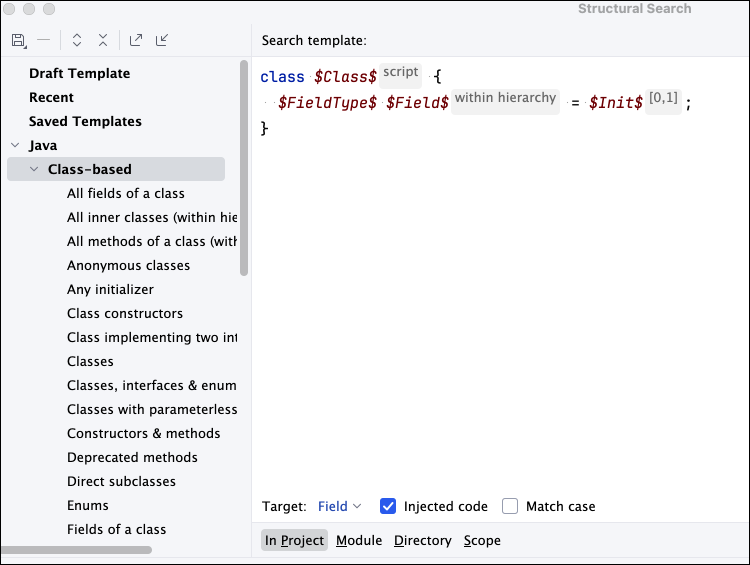 Structural Search
Search template:
Draft Template
Recent
Saved Templates
Java
Class-based
All fields of a class
All inner classes (within hie
All methods of a class (with
Anonymous classes
Any initializer
Class constructors
Class implementing two int
Classes
Classes, interfaces & enum
Classes with parameterless
Constructors & methods
Deprecated methods
Direct subclasses
Enums
Fields of a class
class $Class$ script {
$FieldType$ $Field$ within hierarchy = $Init$ [0,1] ;
}
Target: Field Injected code Match case
In Project Module Directory Scope